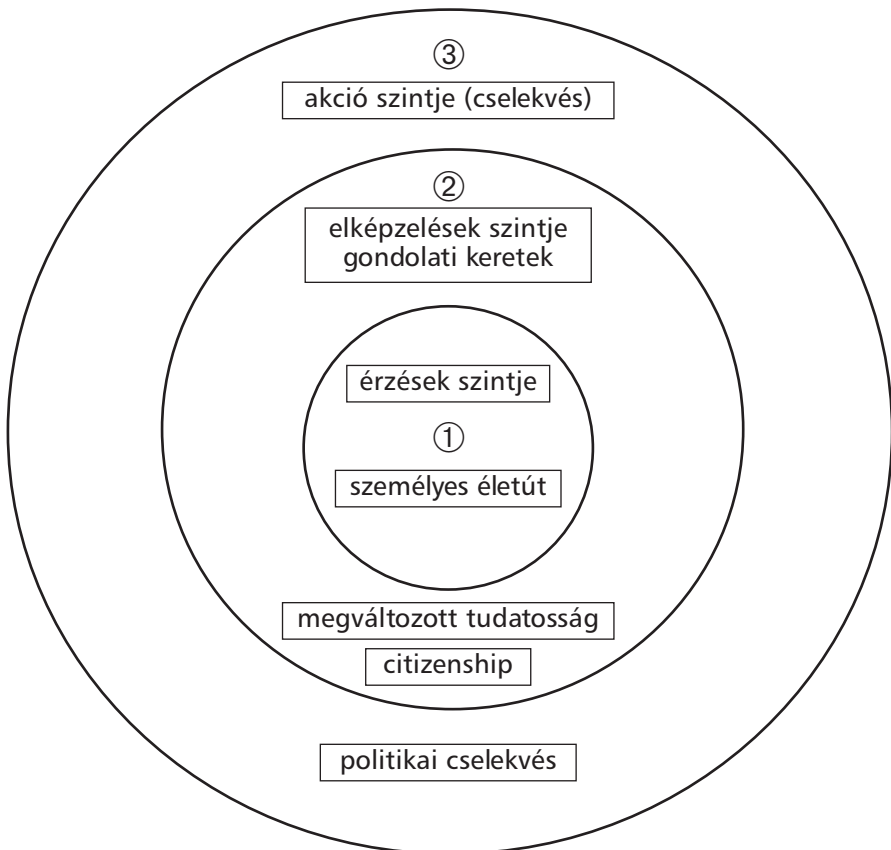 ③
akció szintje (cselekvés)
②
elképzelések szintje
gondolati keretek
érzések szintje
①
személyes életút
megváltozott tudatosság
citizenship
politikai cselekvés